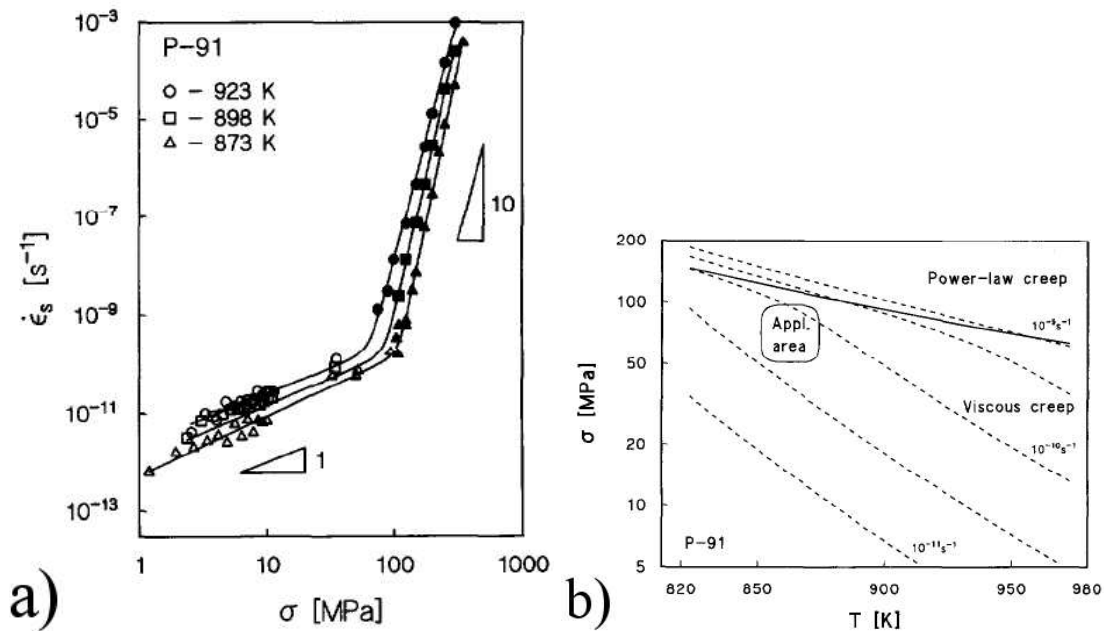 10⁻³
P-91
○ - 923 K
□ - 898 K
△ - 873 K
10⁻⁵
10⁻⁷
10⁻⁹
10⁻¹¹
10⁻¹³
ε̇ₛ [s⁻¹]
10
1
1 10 100 1000
σ [MPa]
a)
200
100
50
20
10
5
σ [MPa]
Power-law creep
10⁻⁹s⁻¹
Appl.
area
Viscous creep
10⁻¹⁰s⁻¹
10⁻¹¹s⁻¹
P-91
820 850 900 950 980
T [K]
b)